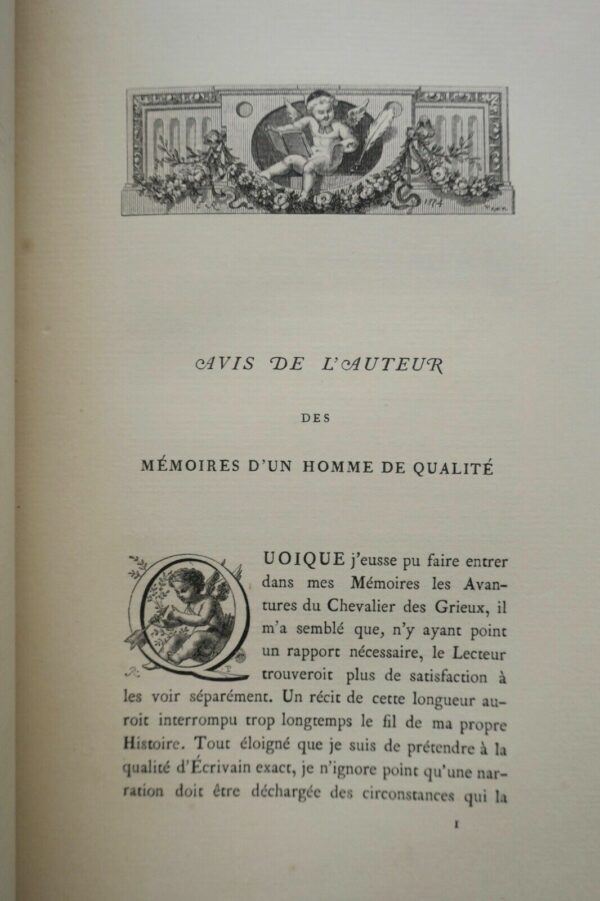 1874
AVIS DE L'AUTEUR
DES
MÉMOIRES D'UN HOMME DE QUALITÉ
QUOIQUE j'eusse pu faire entrer
dans mes Mémoires les Avan-
tures du Chevalier des Grieux, il
m'a semblé que, n'y ayant point
un rapport nécessaire, le Lecteur
trouveroit plus de satisfaction à
les voir séparément. Un récit de cette longueur au-
roit interrompu trop longtemps le fil de ma propre
Histoire. Tout éloigné que je suis de prétendre à la
qualité d'Écrivain exact, je n'ignore point qu'une nar-
ration doit être déchargée des circonstances qui la
1